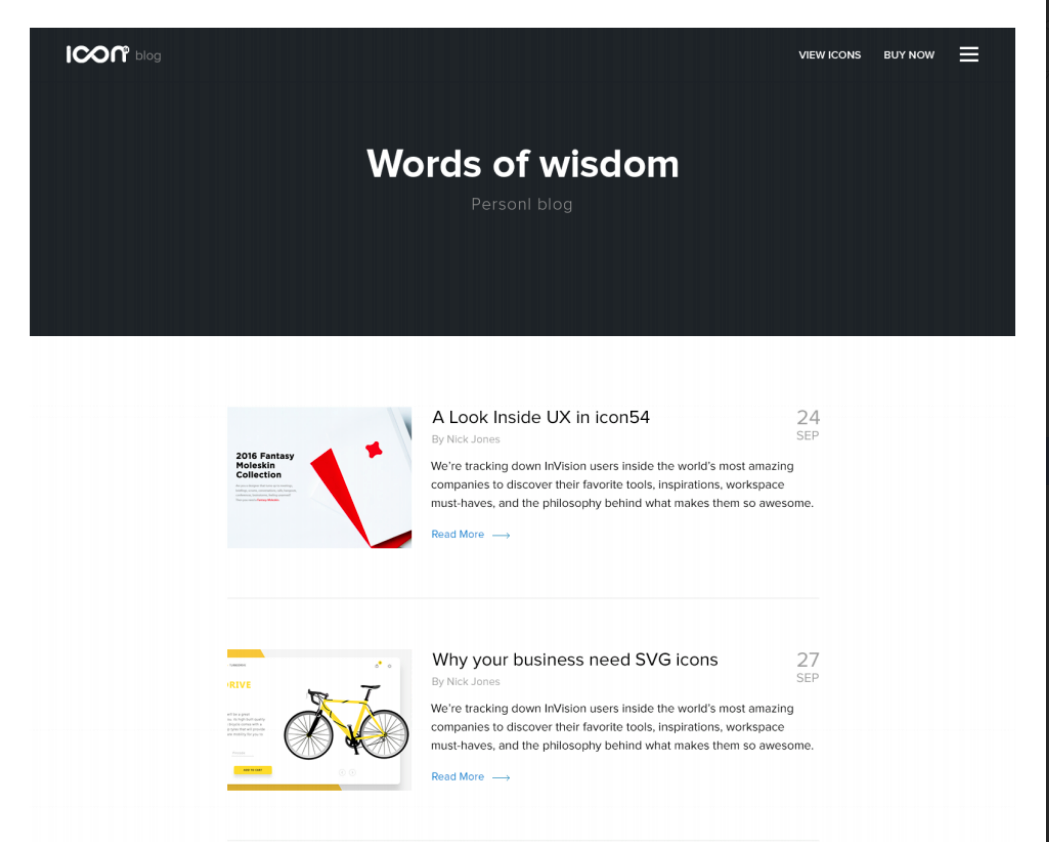 ICON54 blog
VIEW ICONS
BUY NOW
Words of wisdom
Personl blog
2016 Fantasy
Moleskin
Collection
A Look Inside UX in icon54
24
By Nick Jones
SEP
We're tracking down InVision users inside the world's most amazing
companies to discover their favorite tools, inspirations, workspace
must-haves, and the philosophy behind what makes them so awesome.
Read More
RIVE
Why your business need SVG icons
27
By Nick Jones
SEP
We're tracking down InVision users inside the world's most amazing
companies to discover their favorite tools, inspirations, workspace
must-haves, and the philosophy behind what makes them so awesome.
Read More